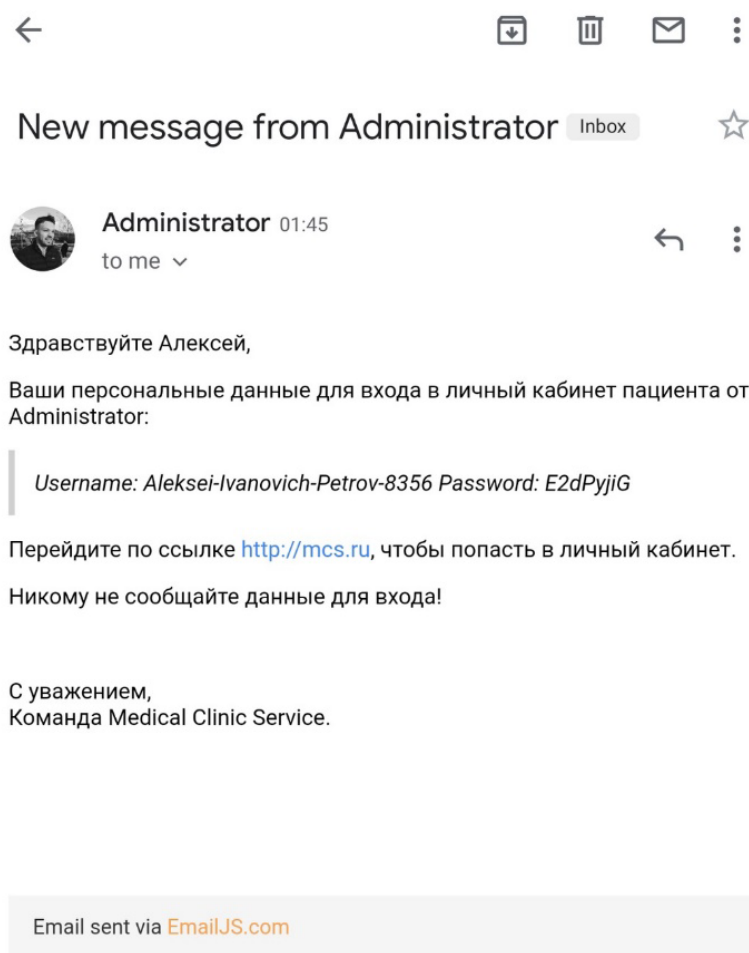 New message from Administrator Inbox
Administrator 01:45
to me
Здравствуйте Алексей,
Ваши персональные данные для входа в личный кабинет пациента от
Administrator:
Username: Aleksei-Ivanovich-Petrov-8356 Password: E2dPyjiG
Перейдите по ссылке http://mcs.ru, чтобы попасть в личный кабинет.
Никому не сообщайте данные для входа!
С уважением,
Команда Medical Clinic Service.
Email sent via EmailJS.com